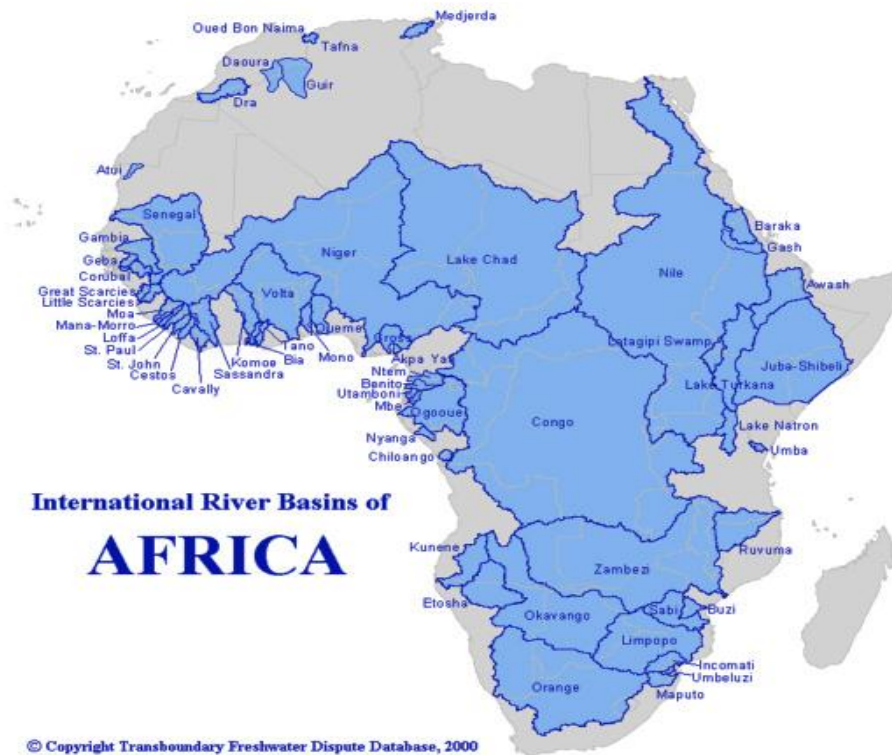 Medjerda
Oued Bon Naima
Tafna
Daoura
Guir
Dra
Atui
Senegal
Gambia
Geba
Corubal
Great Scarcies
Little Scarcies
Moa
Mana-Morro
Loffa
St. Paul
St. John
Cestos
Cavally
Sassandra
Komoe
Bia
Tano
Mono
Oueme
Volta
Niger
Lake Chad
Nile
Baraka
Gash
Awash
Lotagipi Swamp
Juba-Shibeli
Lake Turkana
Cross
Akpa Yafi
Ntem
Benito
Utamboni
Mbe
Ogooue
Nyanga
Chiloango
Congo
Lake Natron
Umba
International River Basins of
AFRICA
Kunene
Etosha
Zambezi
Ruvuma
Okavango
Sabi
Buzi
Limpopo
Incomati
Umbeluzi
Maputo
Orange
© Copyright Transboundary Freshwater Dispute Database, 2000